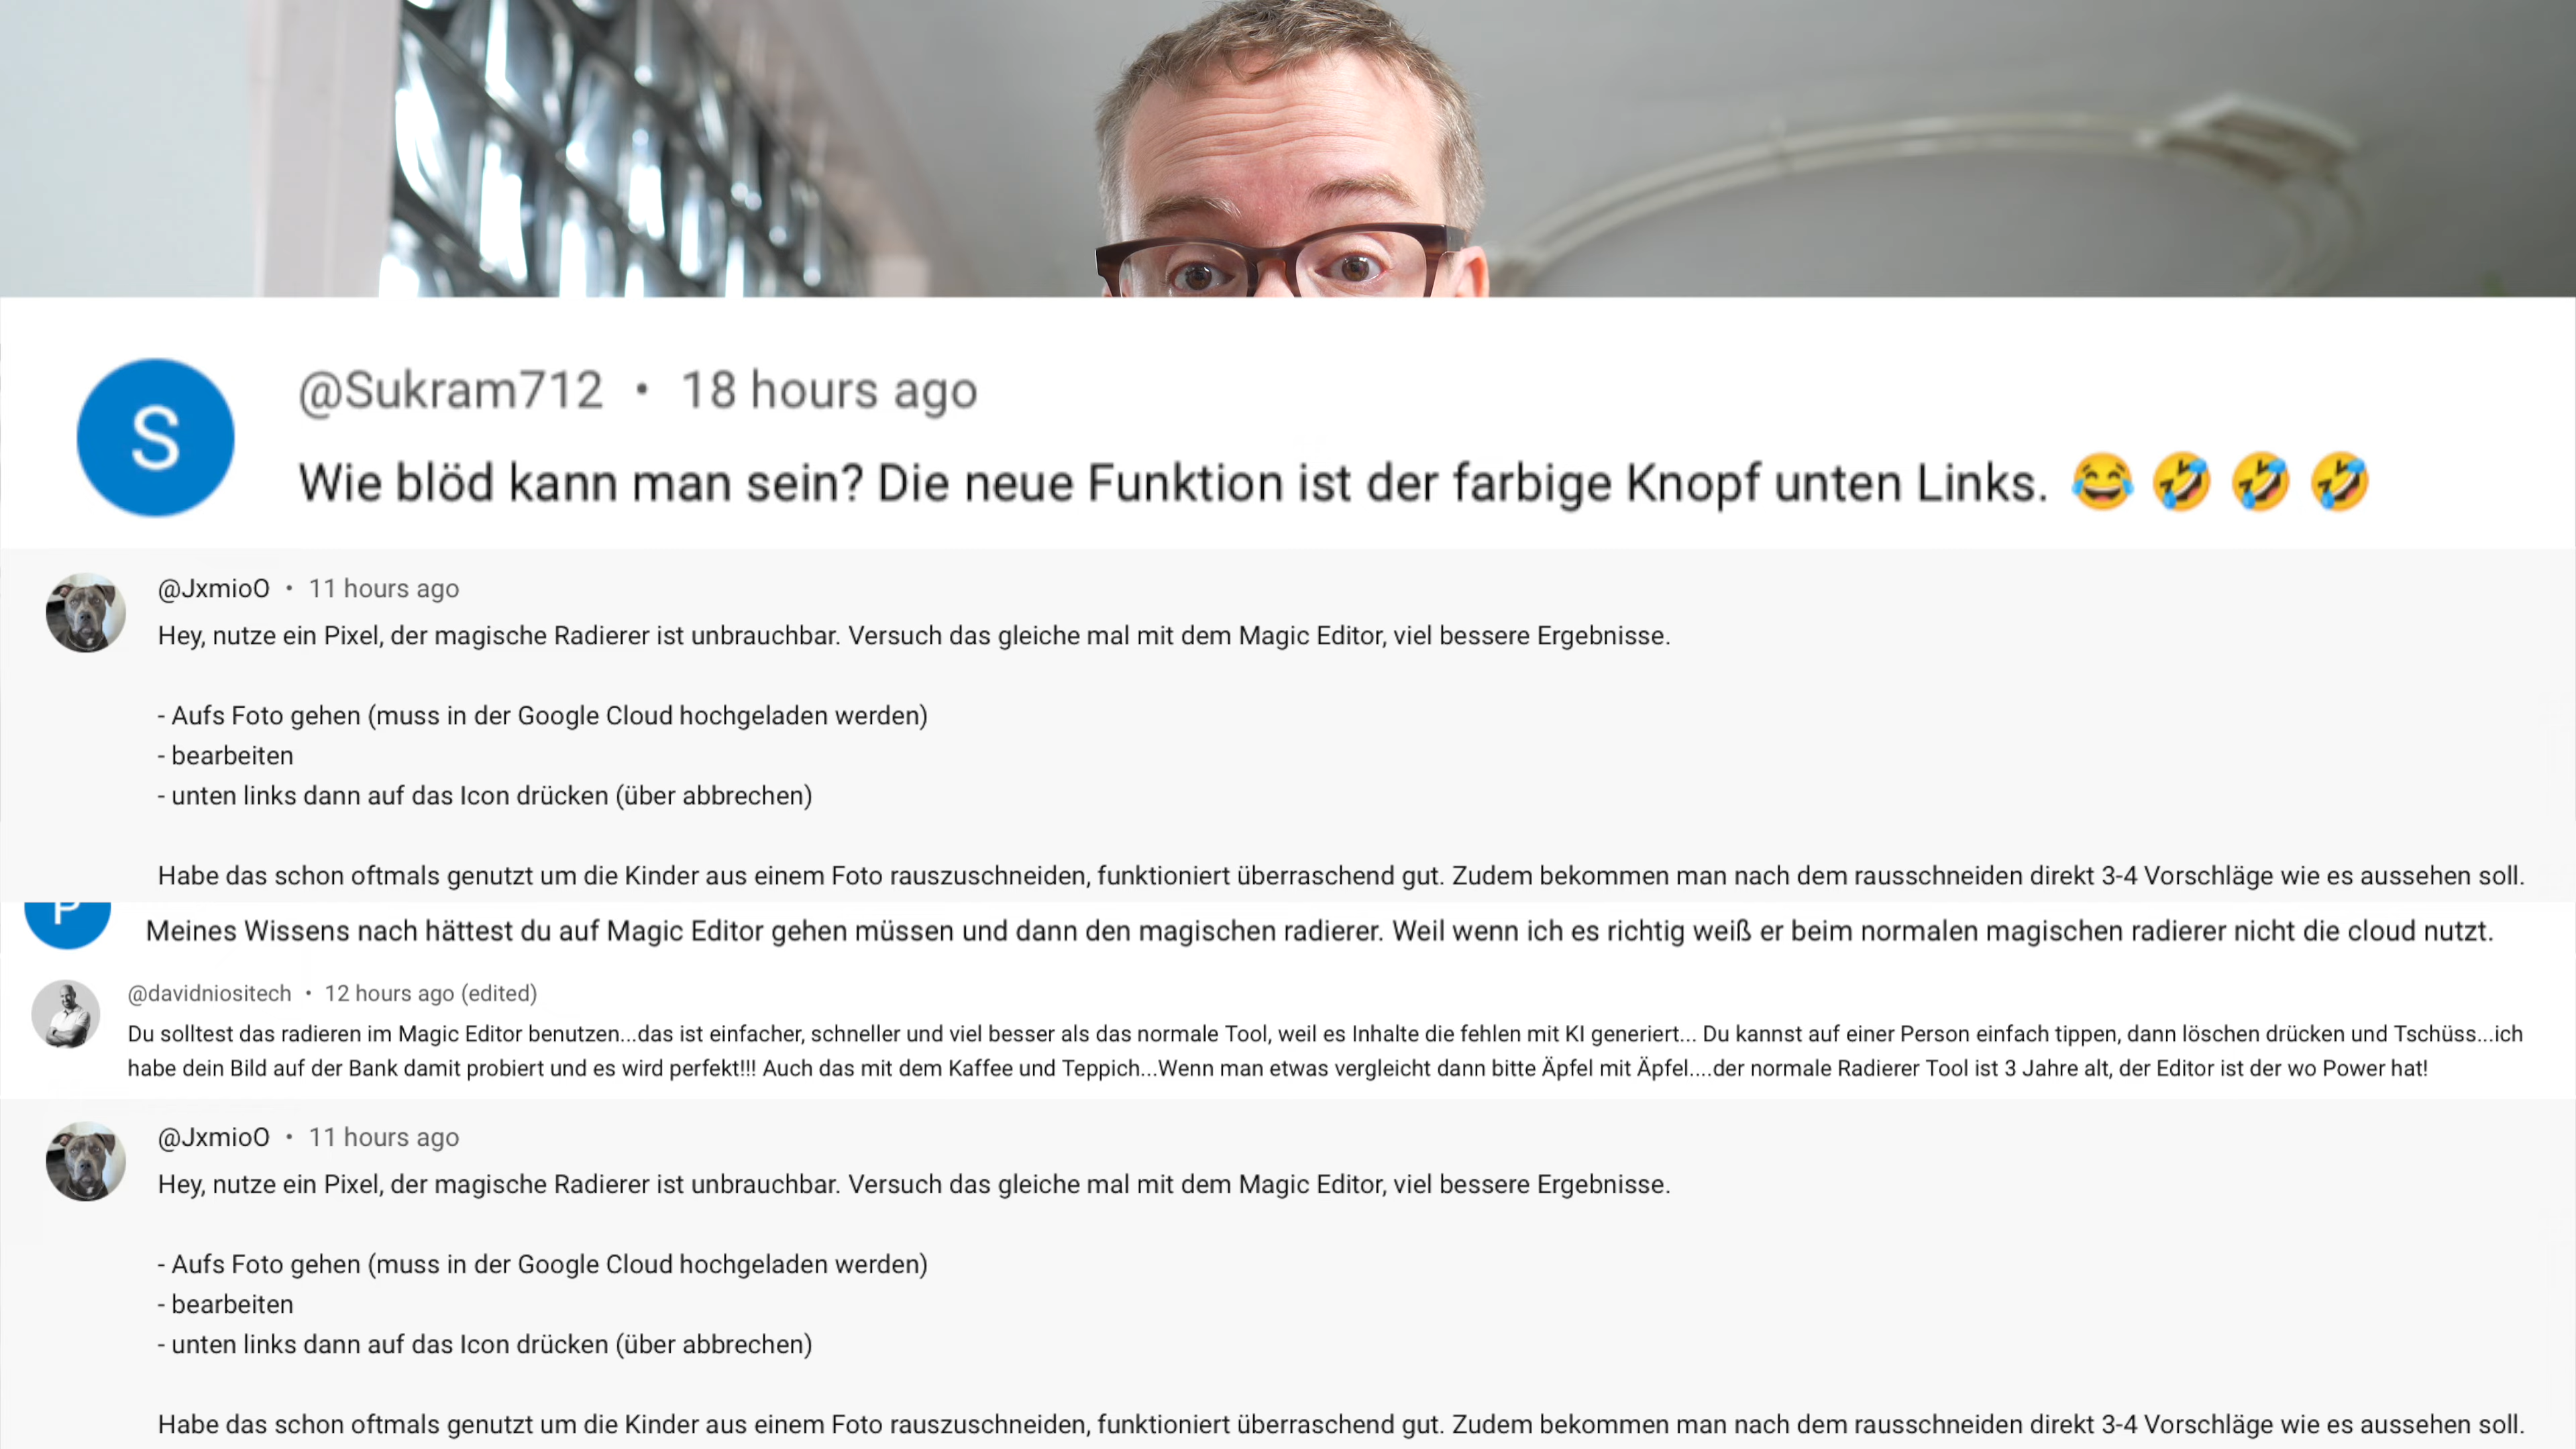 S
@Sukram712 • 18 hours ago
Wie blöd kann man sein? Die neue Funktion ist der farbige Knopf unten Links. 😂 🤣 🤣 🤣
@JxmioO • 11 hours ago
Hey, nutze ein Pixel, der magische Radierer ist unbrauchbar. Versuch das gleiche mal mit dem Magic Editor, viel bessere Ergebnisse.
- Aufs Foto gehen (muss in der Google Cloud hochgeladen werden)
- bearbeiten
- unten links dann auf das Icon drücken (über abbrechen)
Habe das schon oftmals genutzt um die Kinder aus einem Foto rauszuschneiden, funktioniert überraschend gut. Zudem bekommen man nach dem rausschneiden direkt 3-4 Vorschläge wie es aussehen soll.
P
Meines Wissens nach hättest du auf Magic Editor gehen müssen und dann den magischen radierer. Weil wenn ich es richtig weiß er beim normalen magischen radierer nicht die cloud nutzt.
@davidniositech • 12 hours ago (edited)
Du solltest das radieren im Magic Editor benutzen...das ist einfacher, schneller und viel besser als das normale Tool, weil es Inhalte die fehlen mit KI generiert... Du kannst auf einer Person einfach tippen, dann löschen drücken und Tschüss...ich
habe dein Bild auf der Bank damit probiert und es wird perfekt!!! Auch das mit dem Kaffee und Teppich...Wenn man etwas vergleicht dann bitte Äpfel mit Äpfel....der normale Radierer Tool ist 3 Jahre alt, der Editor ist der wo Power hat!
@JxmioO • 11 hours ago
Hey, nutze ein Pixel, der magische Radierer ist unbrauchbar. Versuch das gleiche mal mit dem Magic Editor, viel bessere Ergebnisse.
- Aufs Foto gehen (muss in der Google Cloud hochgeladen werden)
- bearbeiten
- unten links dann auf das Icon drücken (über abbrechen)
Habe das schon oftmals genutzt um die Kinder aus einem Foto rauszuschneiden, funktioniert überraschend gut. Zudem bekommen man nach dem rausschneiden direkt 3-4 Vorschläge wie es aussehen soll.